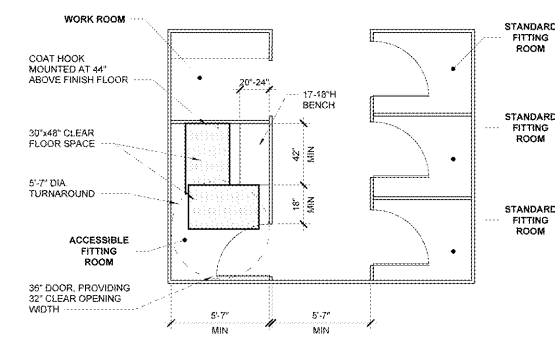 WORK ROOM
COAT HOOK
MOUNTED AT 44"
ABOVE FINISH FLOOR
30"x48" CLEAR
FLOOR SPACE
5'-7" DIA.
TURNAROUND
ACCESSIBLE
FITTING
ROOM
36" DOOR, PROVIDING
32" CLEAR OPENING
WIDTH
20"-24"
17-18"H
BENCH
42"
MIN
18"
MIN
5'-7"
MIN
5'-7"
MIN
STANDARD
FITTING
ROOM
STANDARD
FITTING
ROOM
STANDARD
FITTING
ROOM